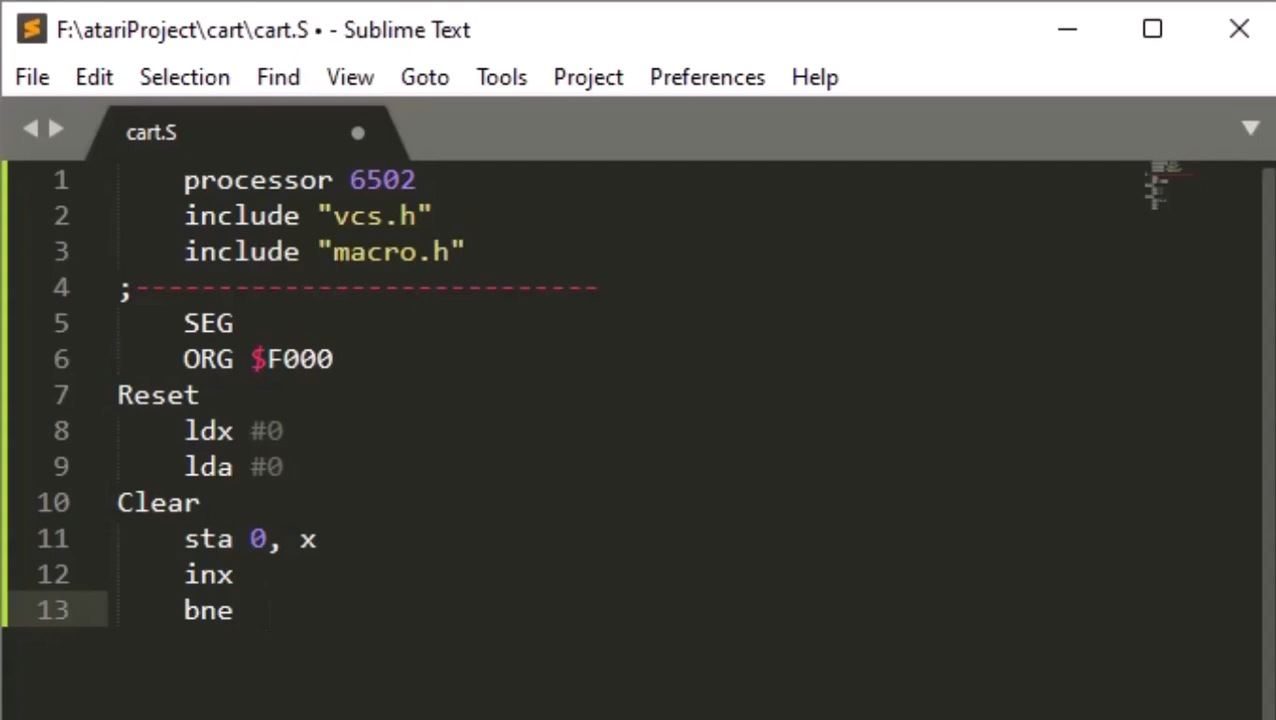 F:\atariProject\cart\cart.S • - Sublime Text
File Edit Selection Find View Goto Tools Project Preferences Help
cart.S
1 processor 6502
2 include "vcs.h"
3 include "macro.h"
4 ;----------------------------
5 SEG
6 ORG $F000
7 Reset
8 ldx #0
9 lda #0
10 Clear
11 sta 0, x
12 inx
13 bne